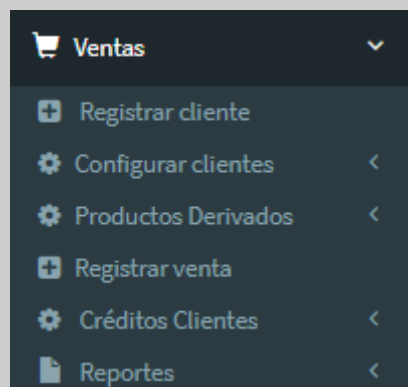 Ventas
Registrar cliente
Configurar clientes
Productos Derivados
Registrar venta
Créditos Clientes
Reportes